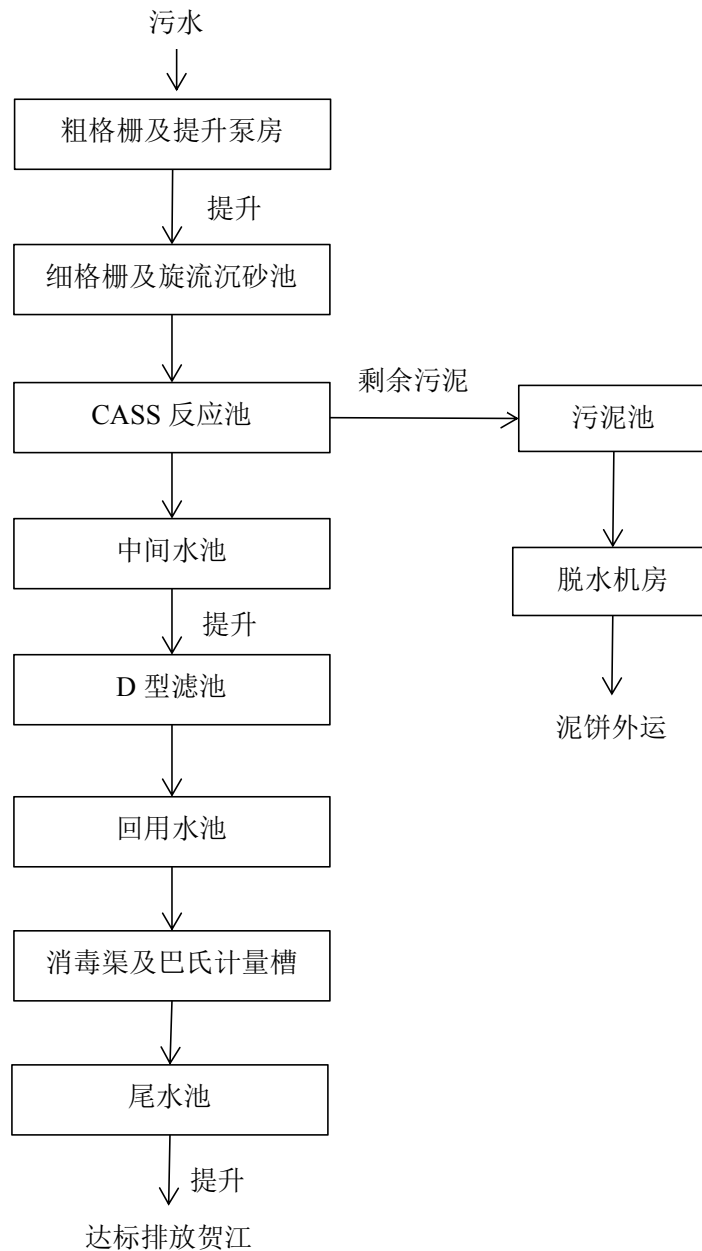 污水
粗格栅及提升泵房
提升
细格栅及旋流沉砂池
剩余污泥
CASS 反应池
污泥池
中间水池
脱水机房
提升
D 型滤池
泥饼外运
回用水池
消毒渠及巴氏计量槽
尾水池
提升
达标排放贺江